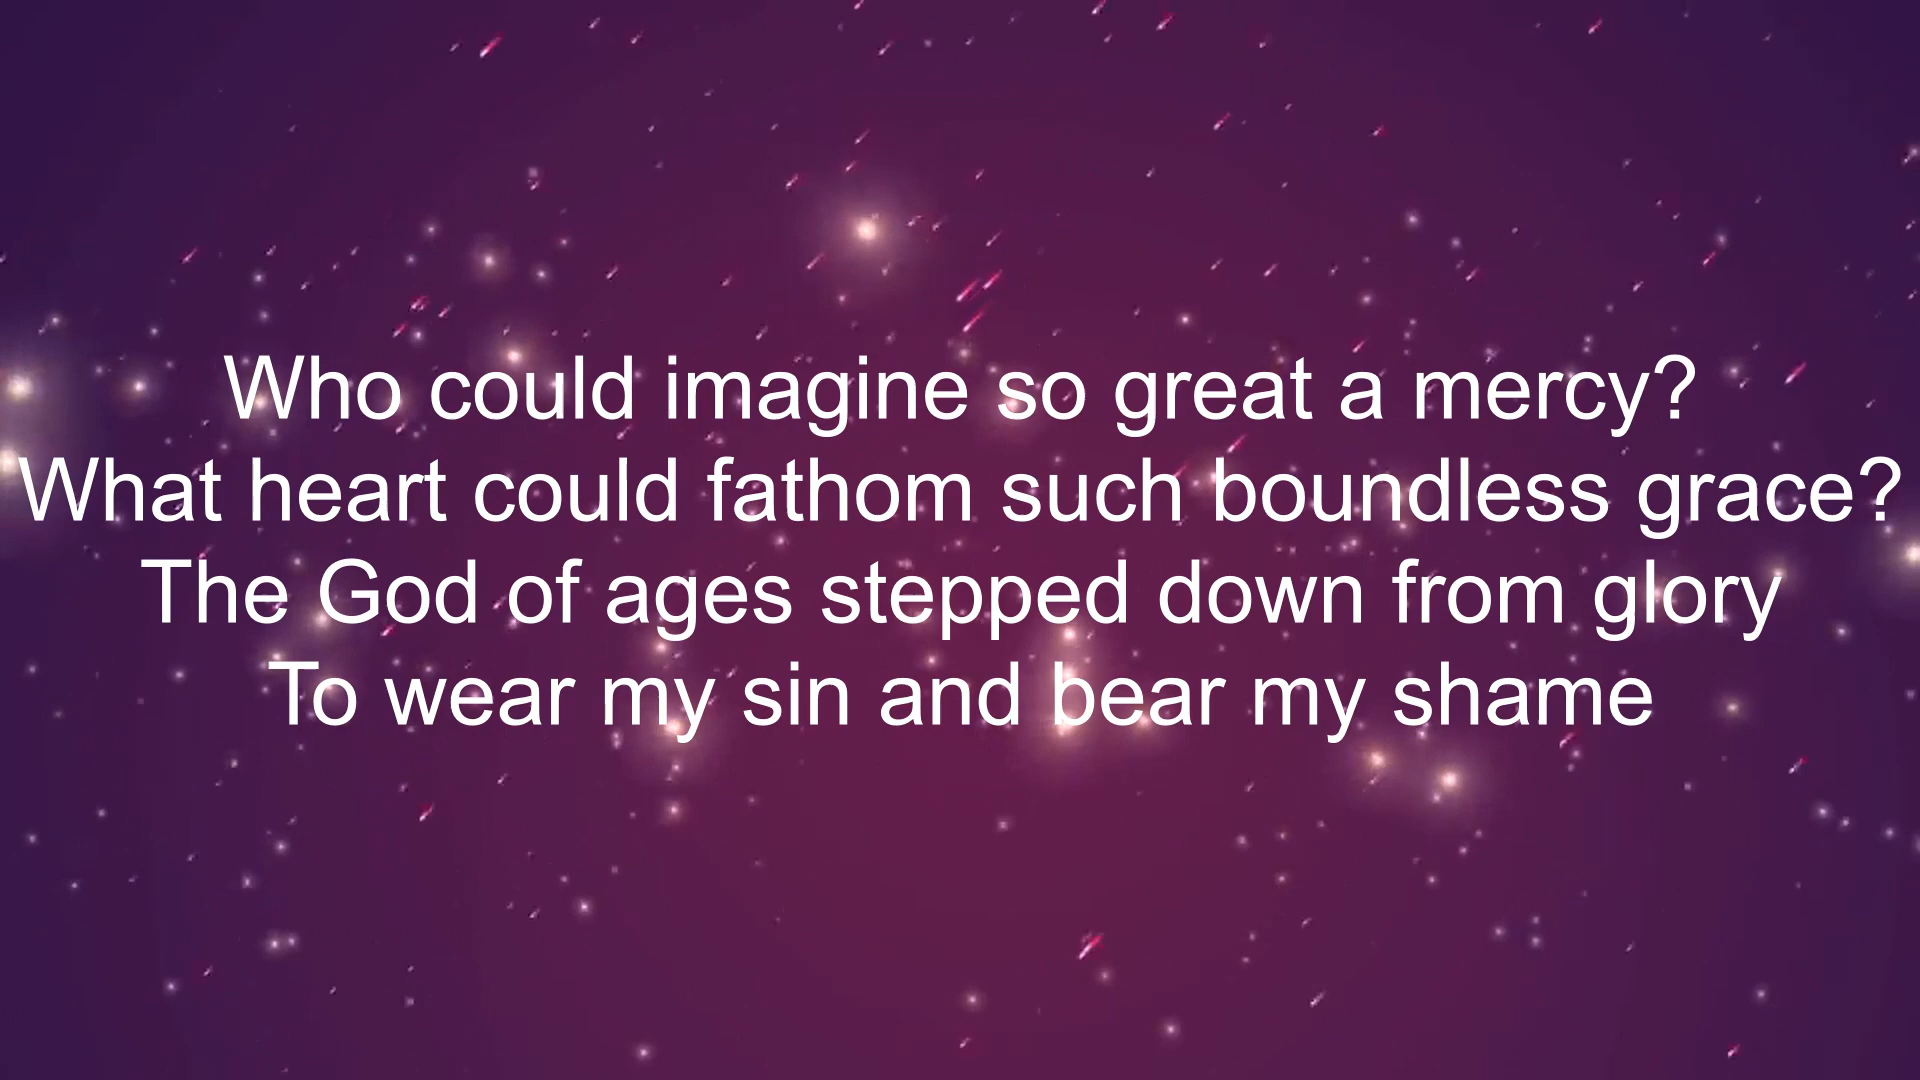 Who could imagine so great a mercy?
What heart could fathom such boundless grace?
The God of ages stepped down from glory
To wear my sin and bear my shame